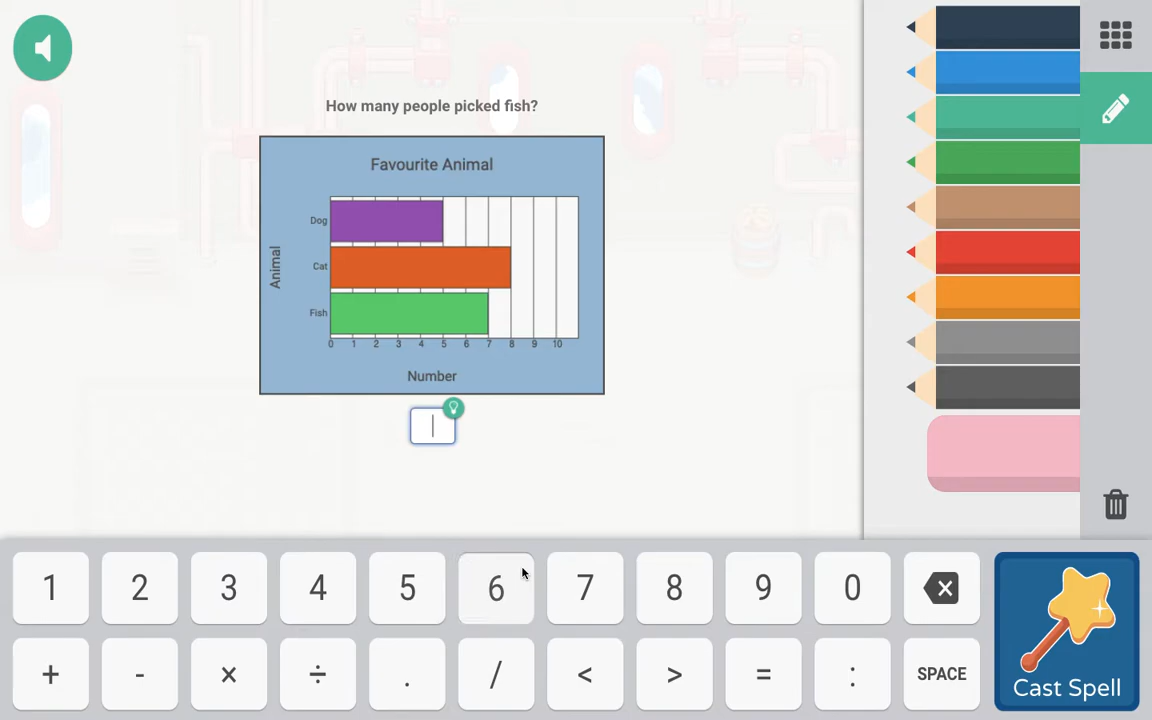 How many people picked fish?
Favourite Animal
Animal
Dog
Cat
Fish
0 1 2 3 4 5 6 7 8 9 10
Number
1 2 3 4 5 6 7 8 9 0
+ - × ÷ . / < > = : SPACE
Cast Spell